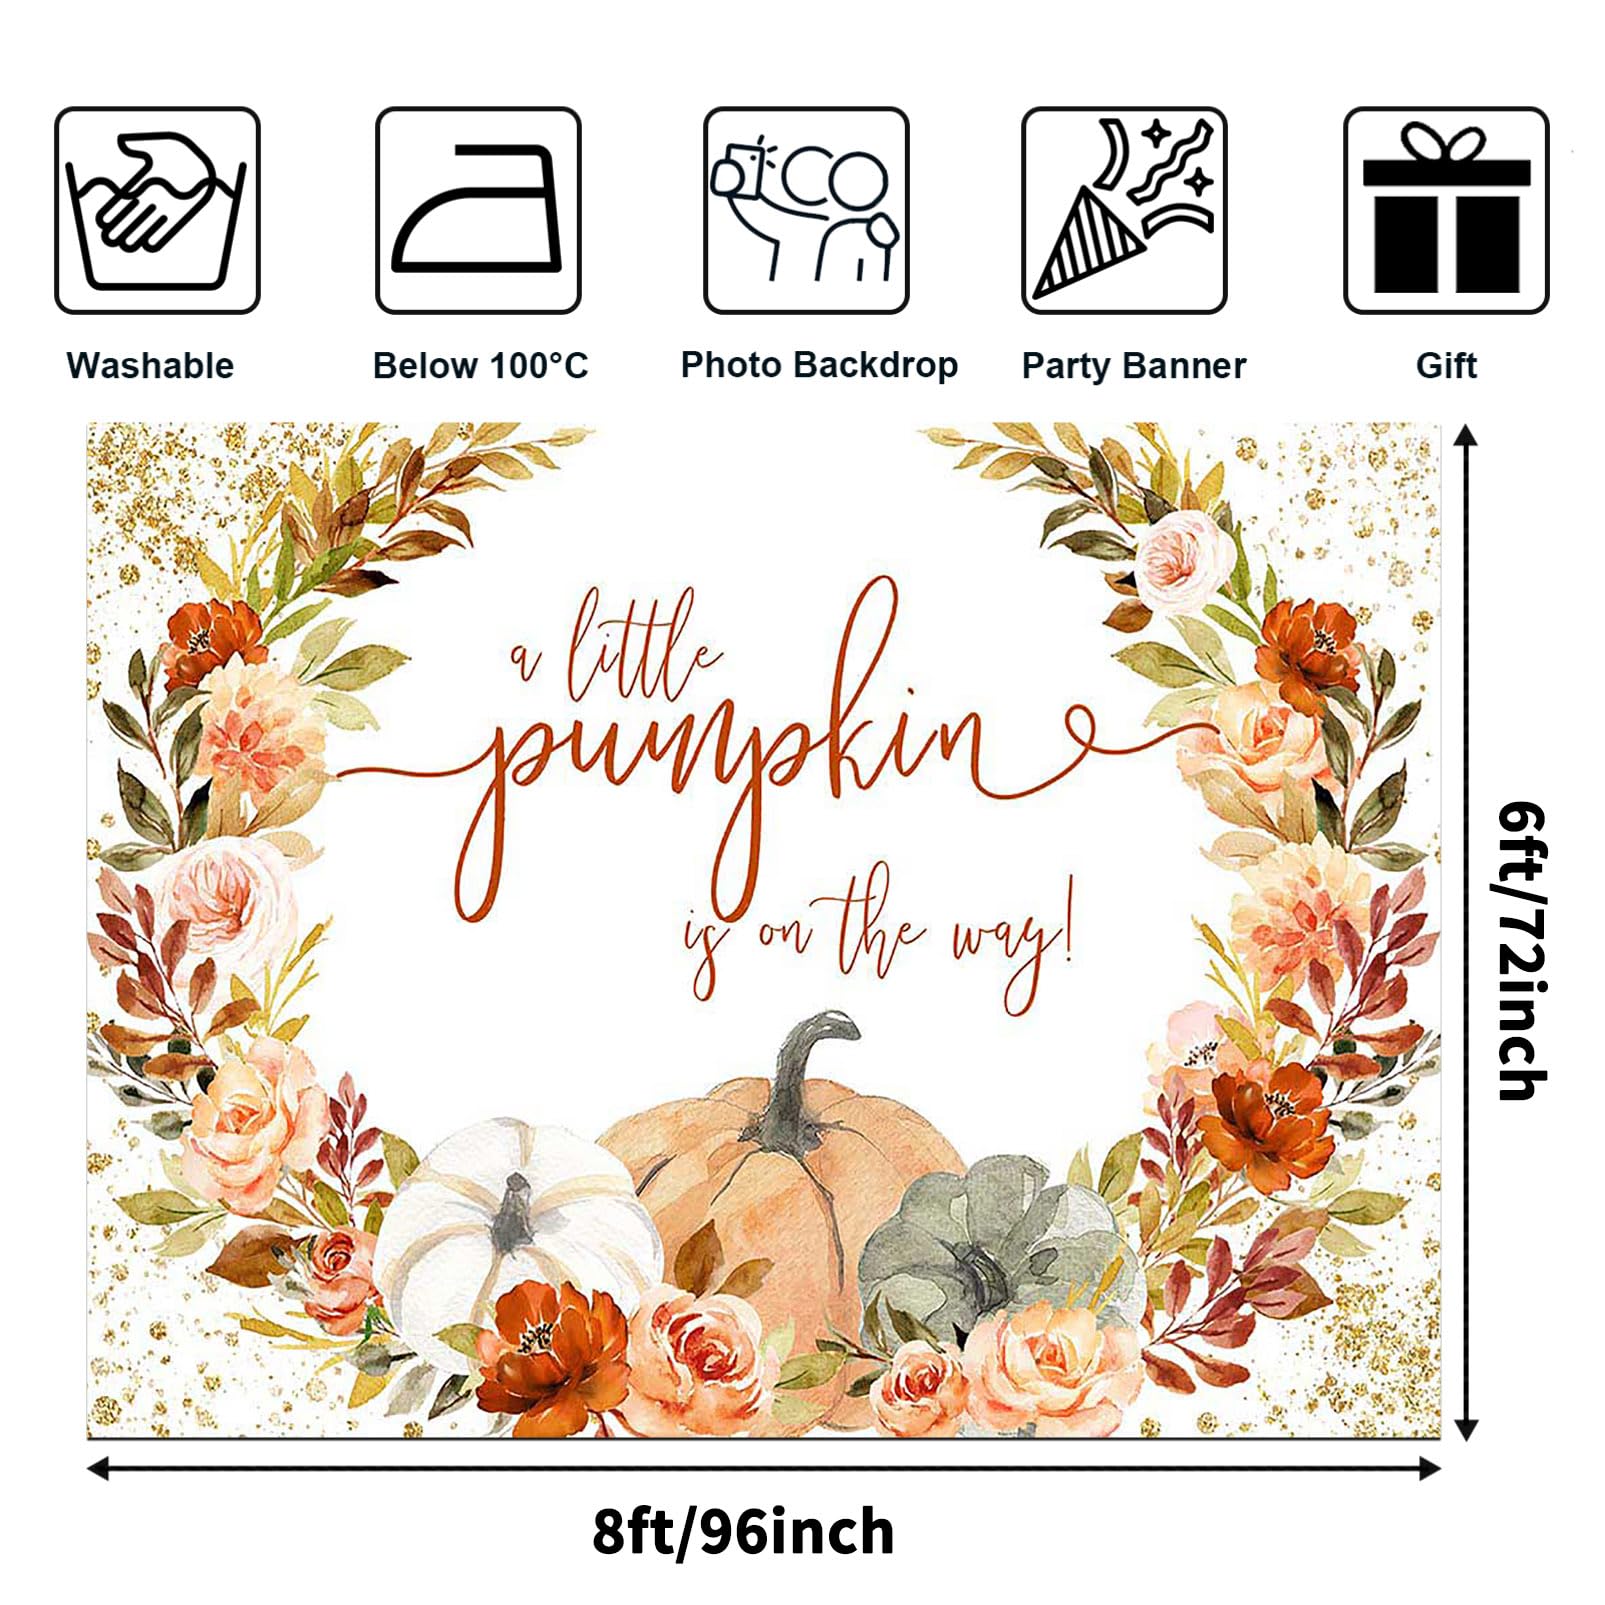 Washable
Below 100°C
Photo Backdrop
Party Banner
Gift
a little
pumpkin
is on the way!
6ft/72inch
8ft/96inch